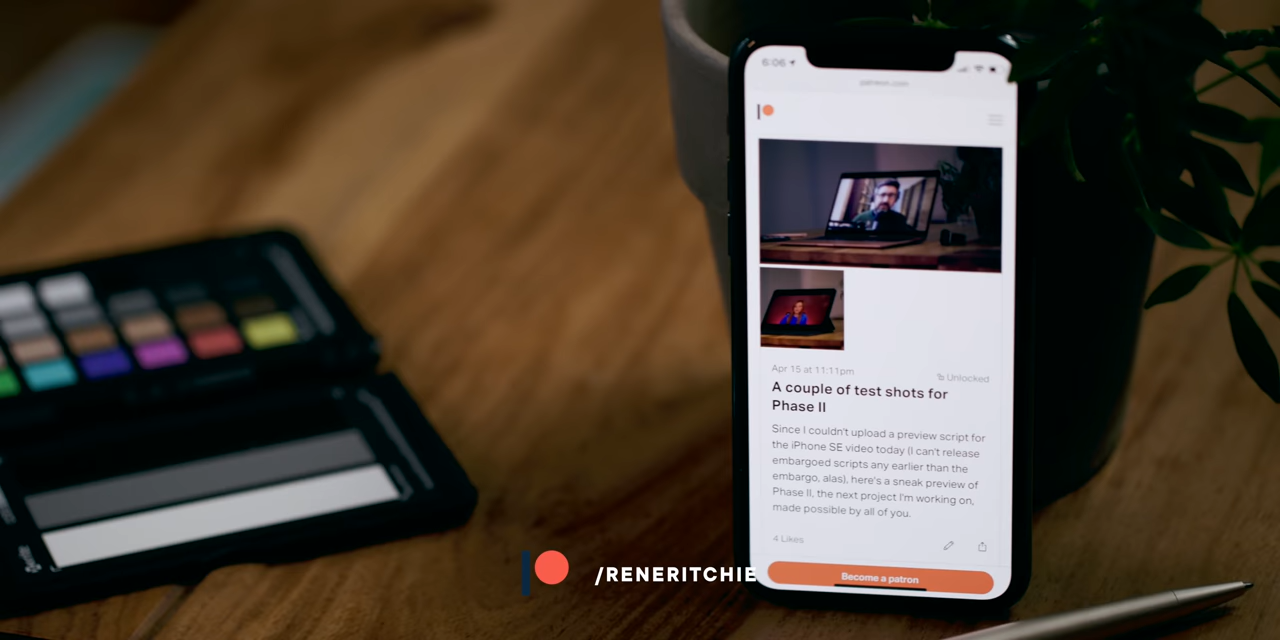 6:06
patreon.com
Apr 15 at 11:11pm
Unlocked
A couple of test shots for
Phase II
Since I couldn't upload a preview script for
the iPhone SE video today (I can't release
embargoed scripts any earlier than the
embargo, alas), here's a sneak preview of
Phase II, the next project I'm working on,
made possible by all of you.
4 Likes
Become a patron
/RENERITCHIE